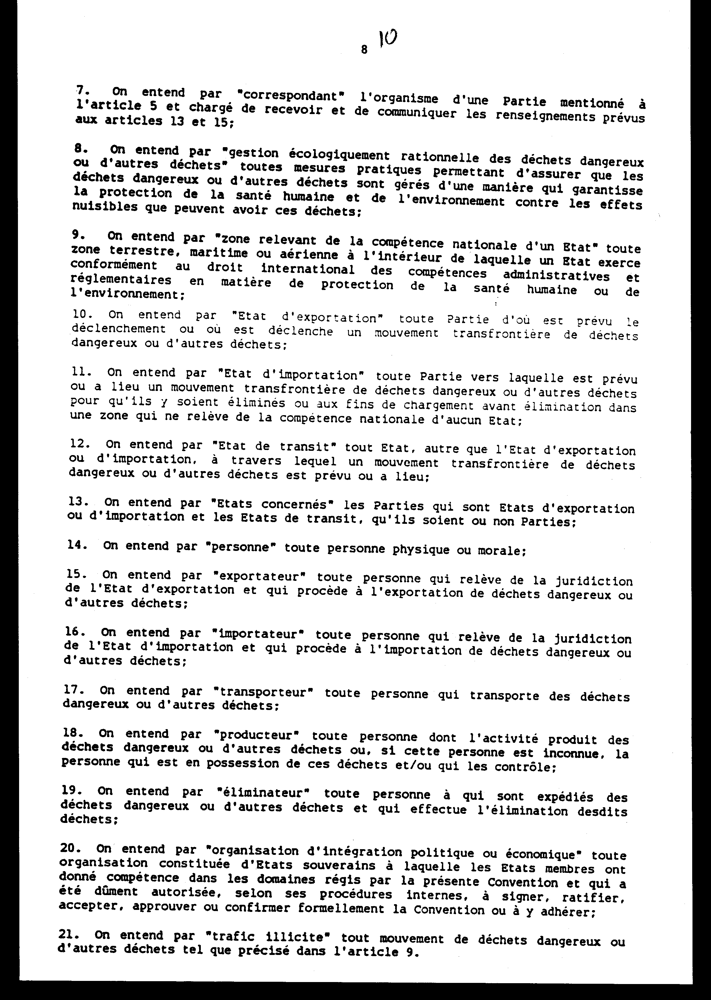 10
8
7. On entend par "correspondant" l'organisme d'une Partie mentionné à
l'article 5 et chargé de recevoir et de communiquer les renseignements prévus
aux articles 13 et 15;
8. On entend par "gestion écologiquement rationnelle des déchets dangereux
ou d'autres déchets" toutes mesures pratiques permettant d'assurer que les
déchets dangereux ou d'autres déchets sont gérés d'une manière qui garantisse
la protection de la santé humaine et de l'environnement contre les effets
nuisibles que peuvent avoir ces déchets;
9. On entend par "zone relevant de la compétence nationale d'un Etat" toute
zone terrestre, maritime ou aérienne à l'intérieur de laquelle un Etat exerce
conformément au droit international des compétences administratives et
réglementaires en matière de protection de la santé humaine ou de
l'environnement;
10. On entend par "Etat d'exportation" toute Partie d'où est prévu le
déclenchement ou où est déclenche un mouvement transfrontière de déchets
dangereux ou d'autres déchets;
11. On entend par "Etat d'importation" toute Partie vers laquelle est prévu
ou a lieu un mouvement transfrontière de déchets dangereux ou d'autres déchets
pour qu'ils y soient éliminés ou aux fins de chargement avant élimination dans
une zone qui ne relève de la compétence nationale d'aucun Etat;
12. On entend par "Etat de transit" tout Etat, autre que l'Etat d'exportation
ou d'importation, à travers lequel un mouvement transfrontière de déchets
dangereux ou d'autres déchets est prévu ou a lieu;
13. On entend par "Etats concernés" les Parties qui sont Etats d'exportation
ou d'importation et les Etats de transit, qu'ils soient ou non Parties;
14. On entend par "personne" toute personne physique ou morale;
15. On entend par "exportateur" toute personne qui relève de la juridiction
de l'Etat d'exportation et qui procède à l'exportation de déchets dangereux ou
d'autres déchets;
16. On entend par "importateur" toute personne qui relève de la juridiction
de l'Etat d'importation et qui procède à l'importation de déchets dangereux ou
d'autres déchets;
17. On entend par "transporteur" toute personne qui transporte des déchets
dangereux ou d'autres déchets;
18. On entend par "producteur" toute personne dont l'activité produit des
déchets dangereux ou d'autres déchets ou, si cette personne est inconnue, la
personne qui est en possession de ces déchets et/ou qui les contrôle;
19. On entend par "éliminateur" toute personne à qui sont expédiés des
déchets dangereux ou d'autres déchets et qui effectue l'élimination desdits
déchets;
20. On entend par "organisation d'intégration politique ou économique" toute
organisation constituée d'Etats souverains à laquelle les Etats membres ont
donné compétence dans les domaines régis par la présente Convention et qui a
été dûment autorisée, selon ses procédures internes, à signer, ratifier,
accepter, approuver ou confirmer formellement la Convention ou à y adhérer;
21. On entend par "trafic illicite" tout mouvement de déchets dangereux ou
d'autres déchets tel que précisé dans l'article 9.